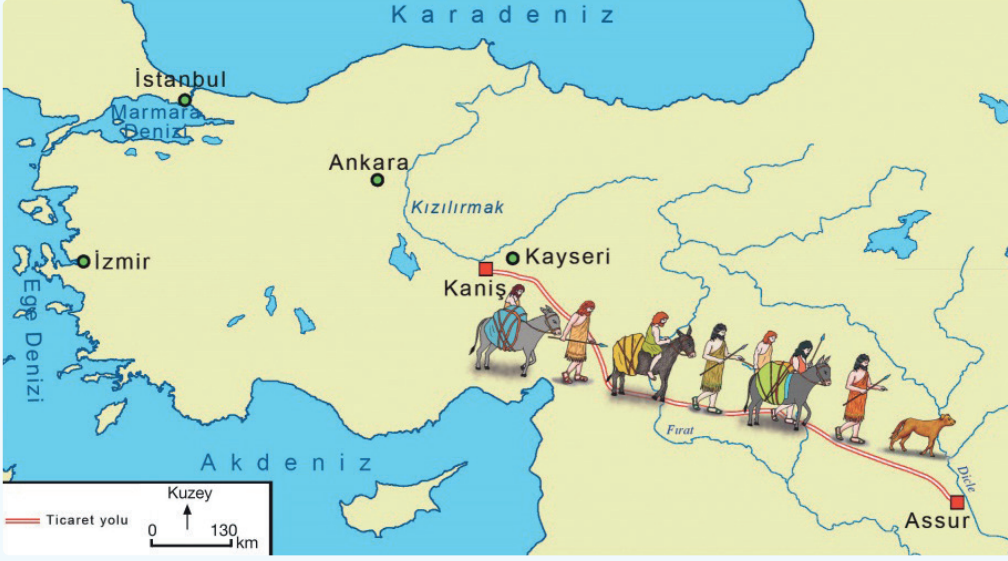 Karadeniz
İstanbul
Marmara
Denizi
Ankara
Kızılırmak
Kayseri
İzmir
Kaniş
Ege Denizi
Fırat
Akdeniz
Dicle
Kuzey
Assur
Ticaret yolu
0 130
km